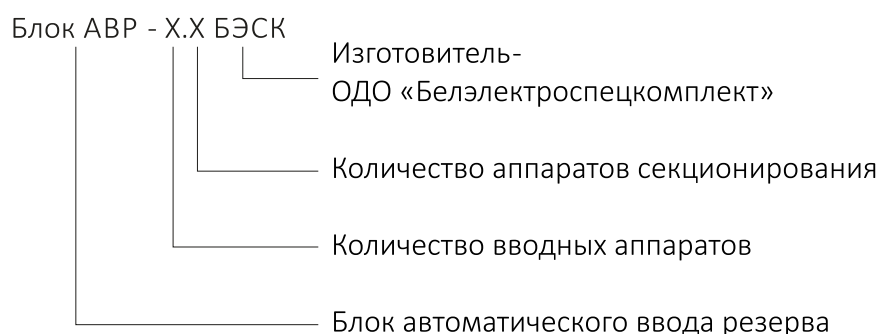 Блок АВР - Х.Х БЭСК
Изготовитель-
ОДО «Белэлектроспецкомплект»
Количество аппаратов секционирования
Количество вводных аппаратов
Блок автоматического ввода резерва